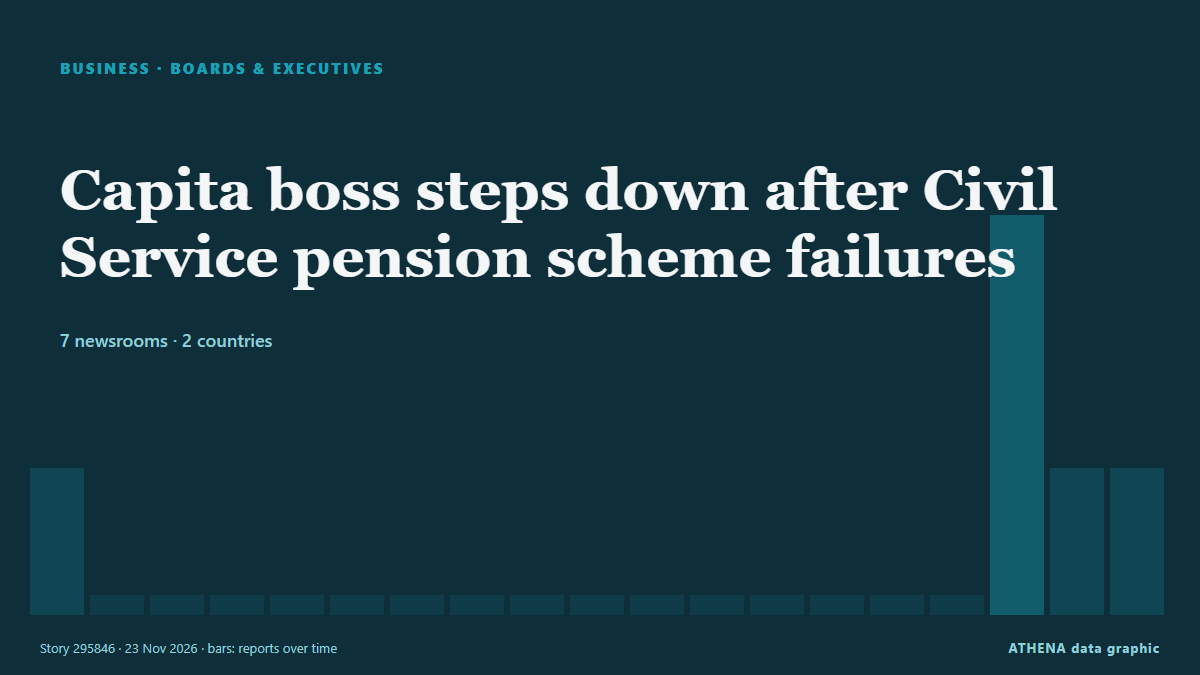 BUSINESS · BOARDS & EXECUTIVES
Capita boss steps down after Civil
Service pension scheme failures
7 newsrooms · 2 countries
Story 295846 · 23 Nov 2026 · bars: reports over time
ATHENA data graphic